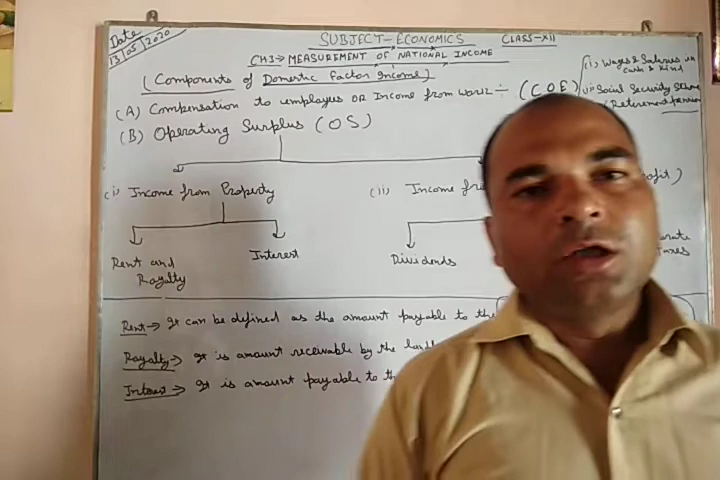 Date
13/05/2020
SUBJECT-ECONOMICS CLASS-XII
CH3→ MEASUREMENT OF NATIONAL INCOME
(Components of Domestic Factor Income)
(i) Wages & Salaries in
cash & kind
(A) Compensation to employees OR Income from work ÷ (COE)
ii) Social Security
(Retirement pension
(B) Operating Surplus (OS)
(i) Income from Property
(ii) Income
Rent and
Royalty
Interest
Dividends
Taxes
Rent → It can be defined as the amount payable to the
Royalty → It is amount receivable by the
Interest → It is amount payable to